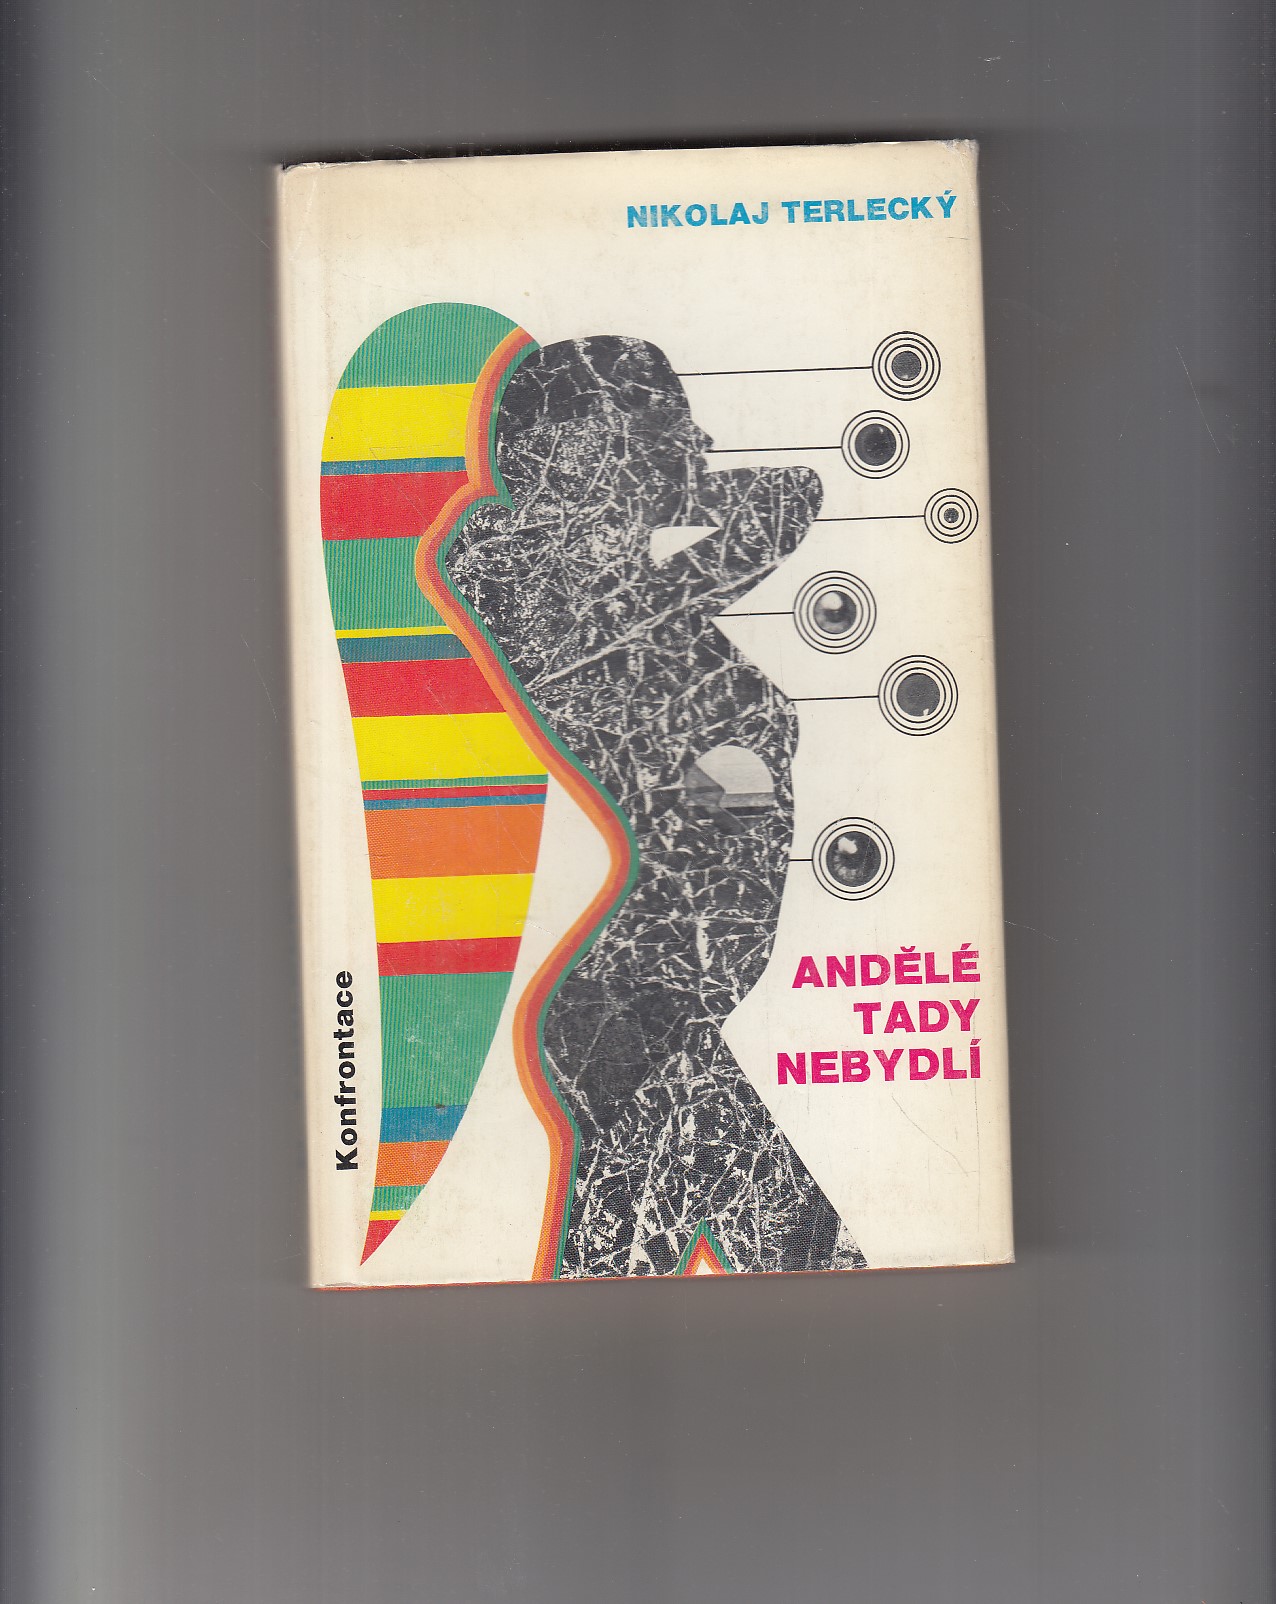 NIKOLAJ TERLECKÝ
ANDĚLÉ
TADY
NEBYDLÍ
Konfrontace